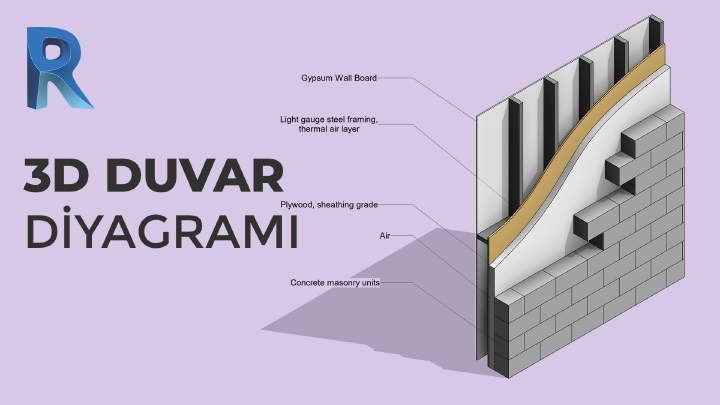 R
3D DUVAR
DİYAGRAMI
Gypsum Wall Board
Light gauge steel framing,
thermal air layer
Plywood, sheathing grade
Air
Concrete masonry units